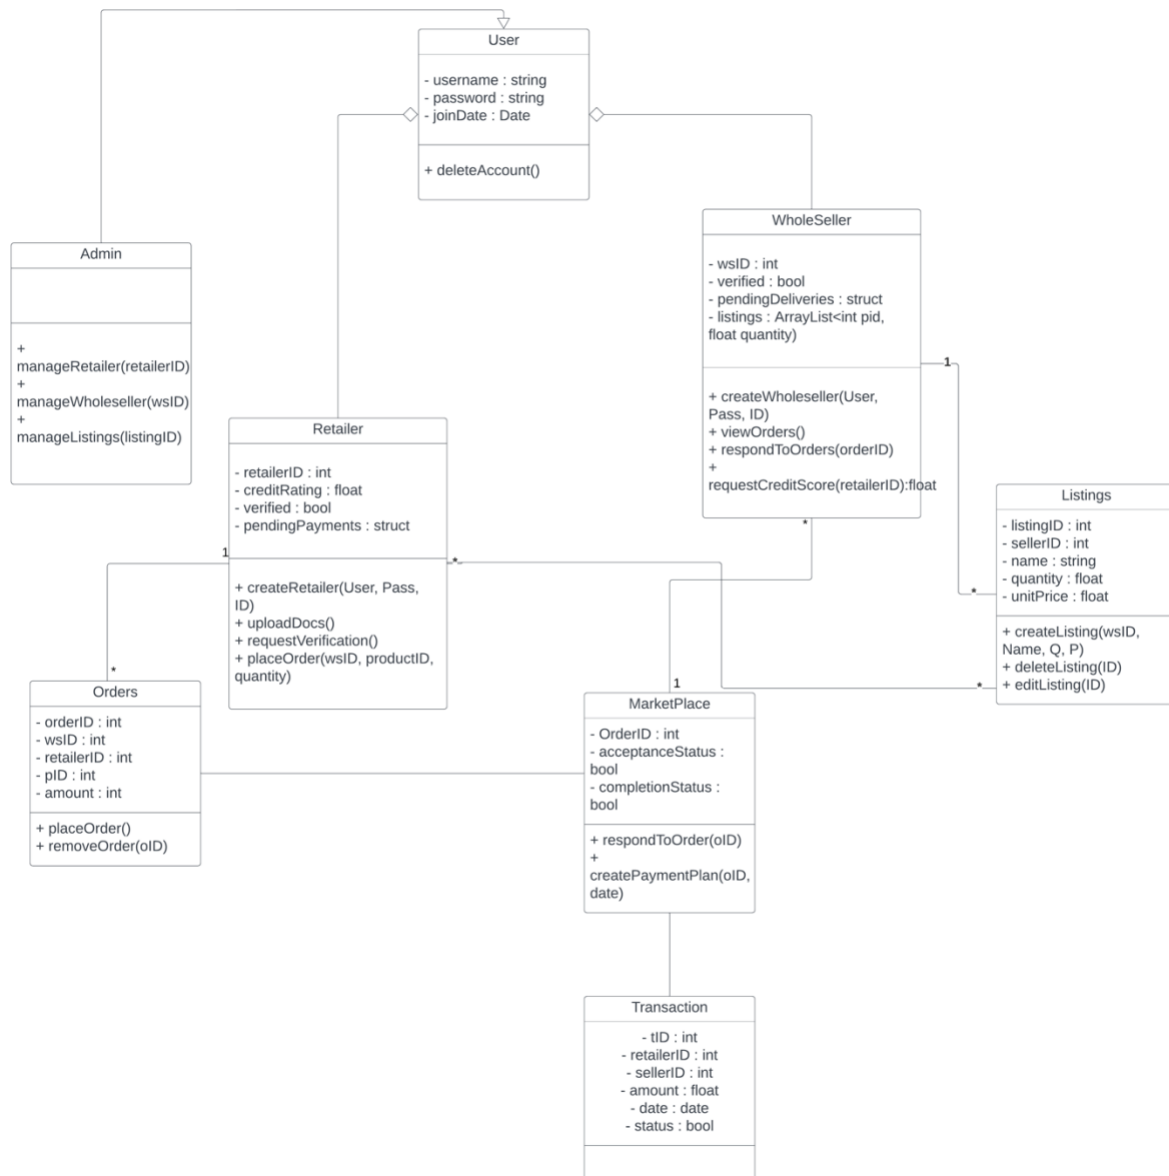 User
- username : string
- password : string
- joinDate : Date
+ deleteAccount()
WholeSeller
- wsID : int
- verified : bool
- pendingDeliveries : struct
- listings : ArrayList<int pid,
float quantity)
+ createWholeseller(User,
Pass, ID)
+ viewOrders()
+ respondToOrders(orderID)
+
requestCreditScore(retailerID):float
*
1
*
Admin
+
manageRetailer(retailerID)
+
manageWholeseller(wsID)
+
manageListings(listingID)
Retailer
- retailerID : int
- creditRating : float
- verified : bool
- pendingPayments : struct
+ createRetailer(User, Pass,
ID)
+ uploadDocs()
+ requestVerification()
+ placeOrder(wsID, productID,
quantity)
1
*
*
*
Listings
- listingID : int
- sellerID : int
- name : string
- quantity : float
- unitPrice : float
+ createListing(wsID,
Name, Q, P)
+ deleteListing(ID)
+ editListing(ID)
Orders
- orderID : int
- wsID : int
- retailerID : int
- pID : int
- amount : int
+ placeOrder()
+ removeOrder(oID)
1
MarketPlace
- OrderID : int
- acceptanceStatus :
bool
- completionStatus :
bool
+ respondToOrder(oID)
+
createPaymentPlan(oID,
date)
Transaction
- tID : int
- retailerID : int
- sellerID : int
- amount : float
- date : date
- status : bool